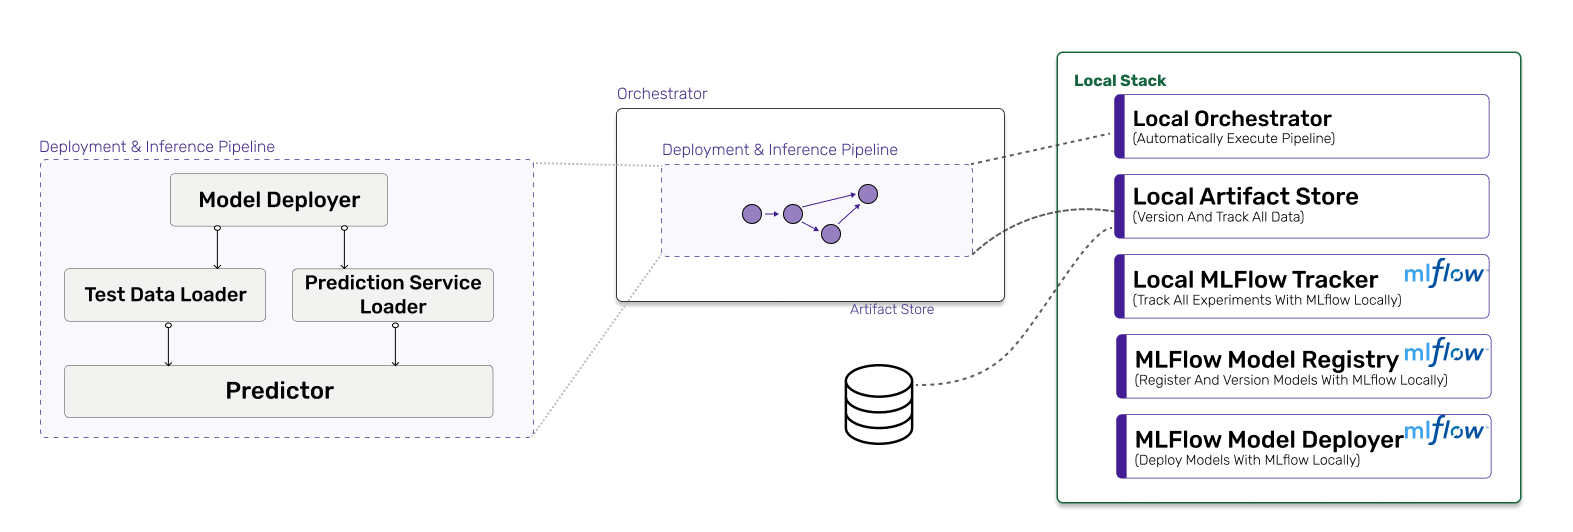 Deployment & Inference Pipeline
Model Deployer
Test Data Loader
Prediction Service
Loader
Predictor
Orchestrator
Deployment & Inference Pipeline
Artifact Store
Local Stack
Local Orchestrator
(Automatically Execute Pipeline)
Local Artifact Store
(Version And Track All Data)
Local MLFlow Tracker
mlflow
(Track All Experiments With MLflow Locally)
MLFlow Model Registry
mlflow
(Register And Version Models With MLflow Locally)
MLFlow Model Deployer
mlflow
(Deploy Models With MLflow Locally)